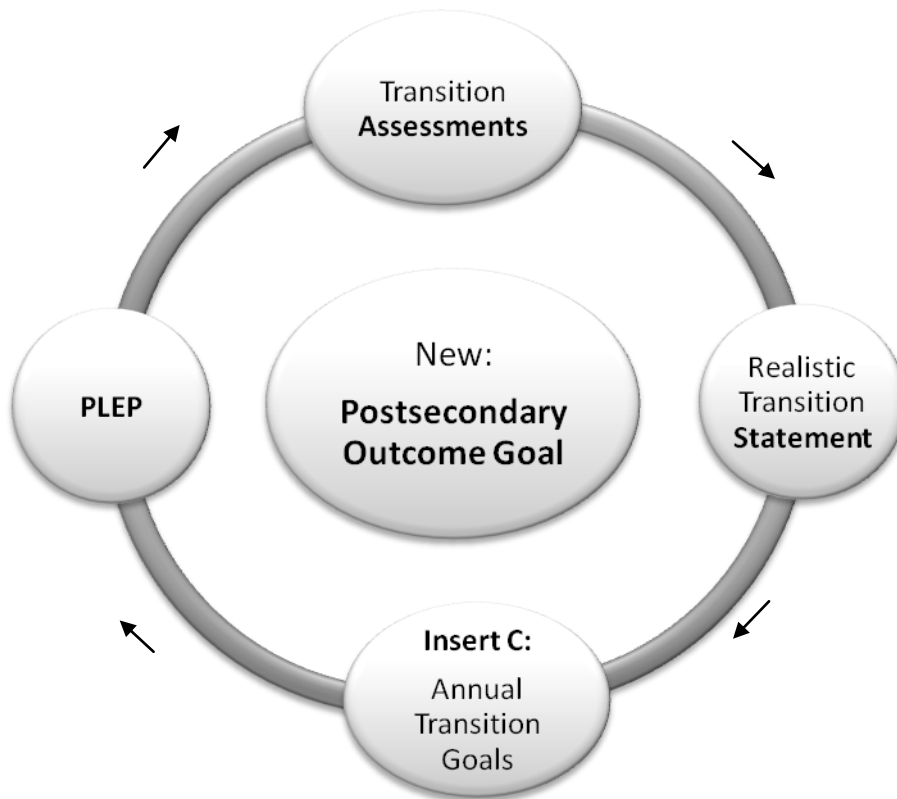 Transition
Assessments
New:
Postsecondary
Outcome Goal
PLEP
Realistic
Transition
Statement
Insert C:
Annual
Transition
Goals